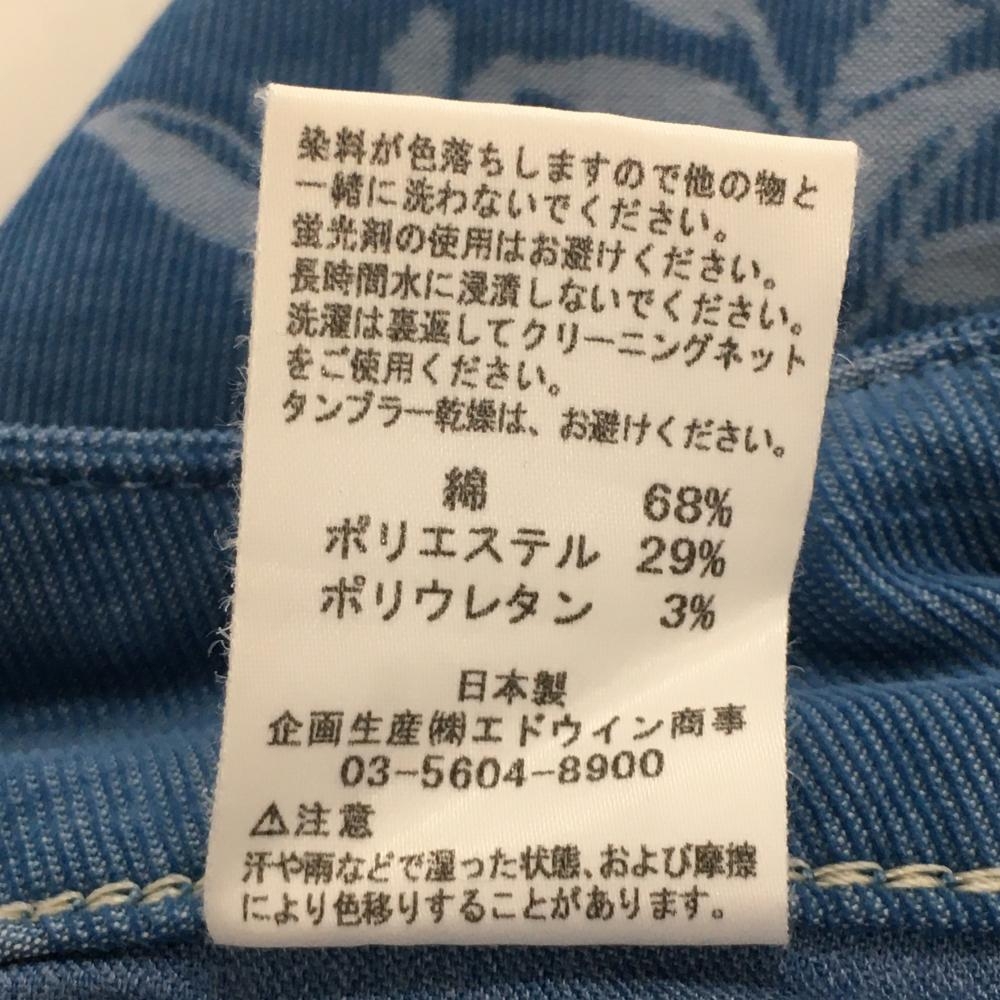 染料が色落ちしますので他の物と
一緒に洗わないでください。
蛍光剤の使用はお避けください。
長時間水に浸漬しないでください。
洗濯は裏返してクリーニングネット
をご使用ください。
タンブラー乾燥は、お避けください。
綿 68%
ポリエステル 29%
ポリウレタン 3%
日本製
企画生産㈱エドウイン商事
03-5604-8900
⚠注意
汗や雨などで湿った状態、および摩擦
により色移りすることがあります。